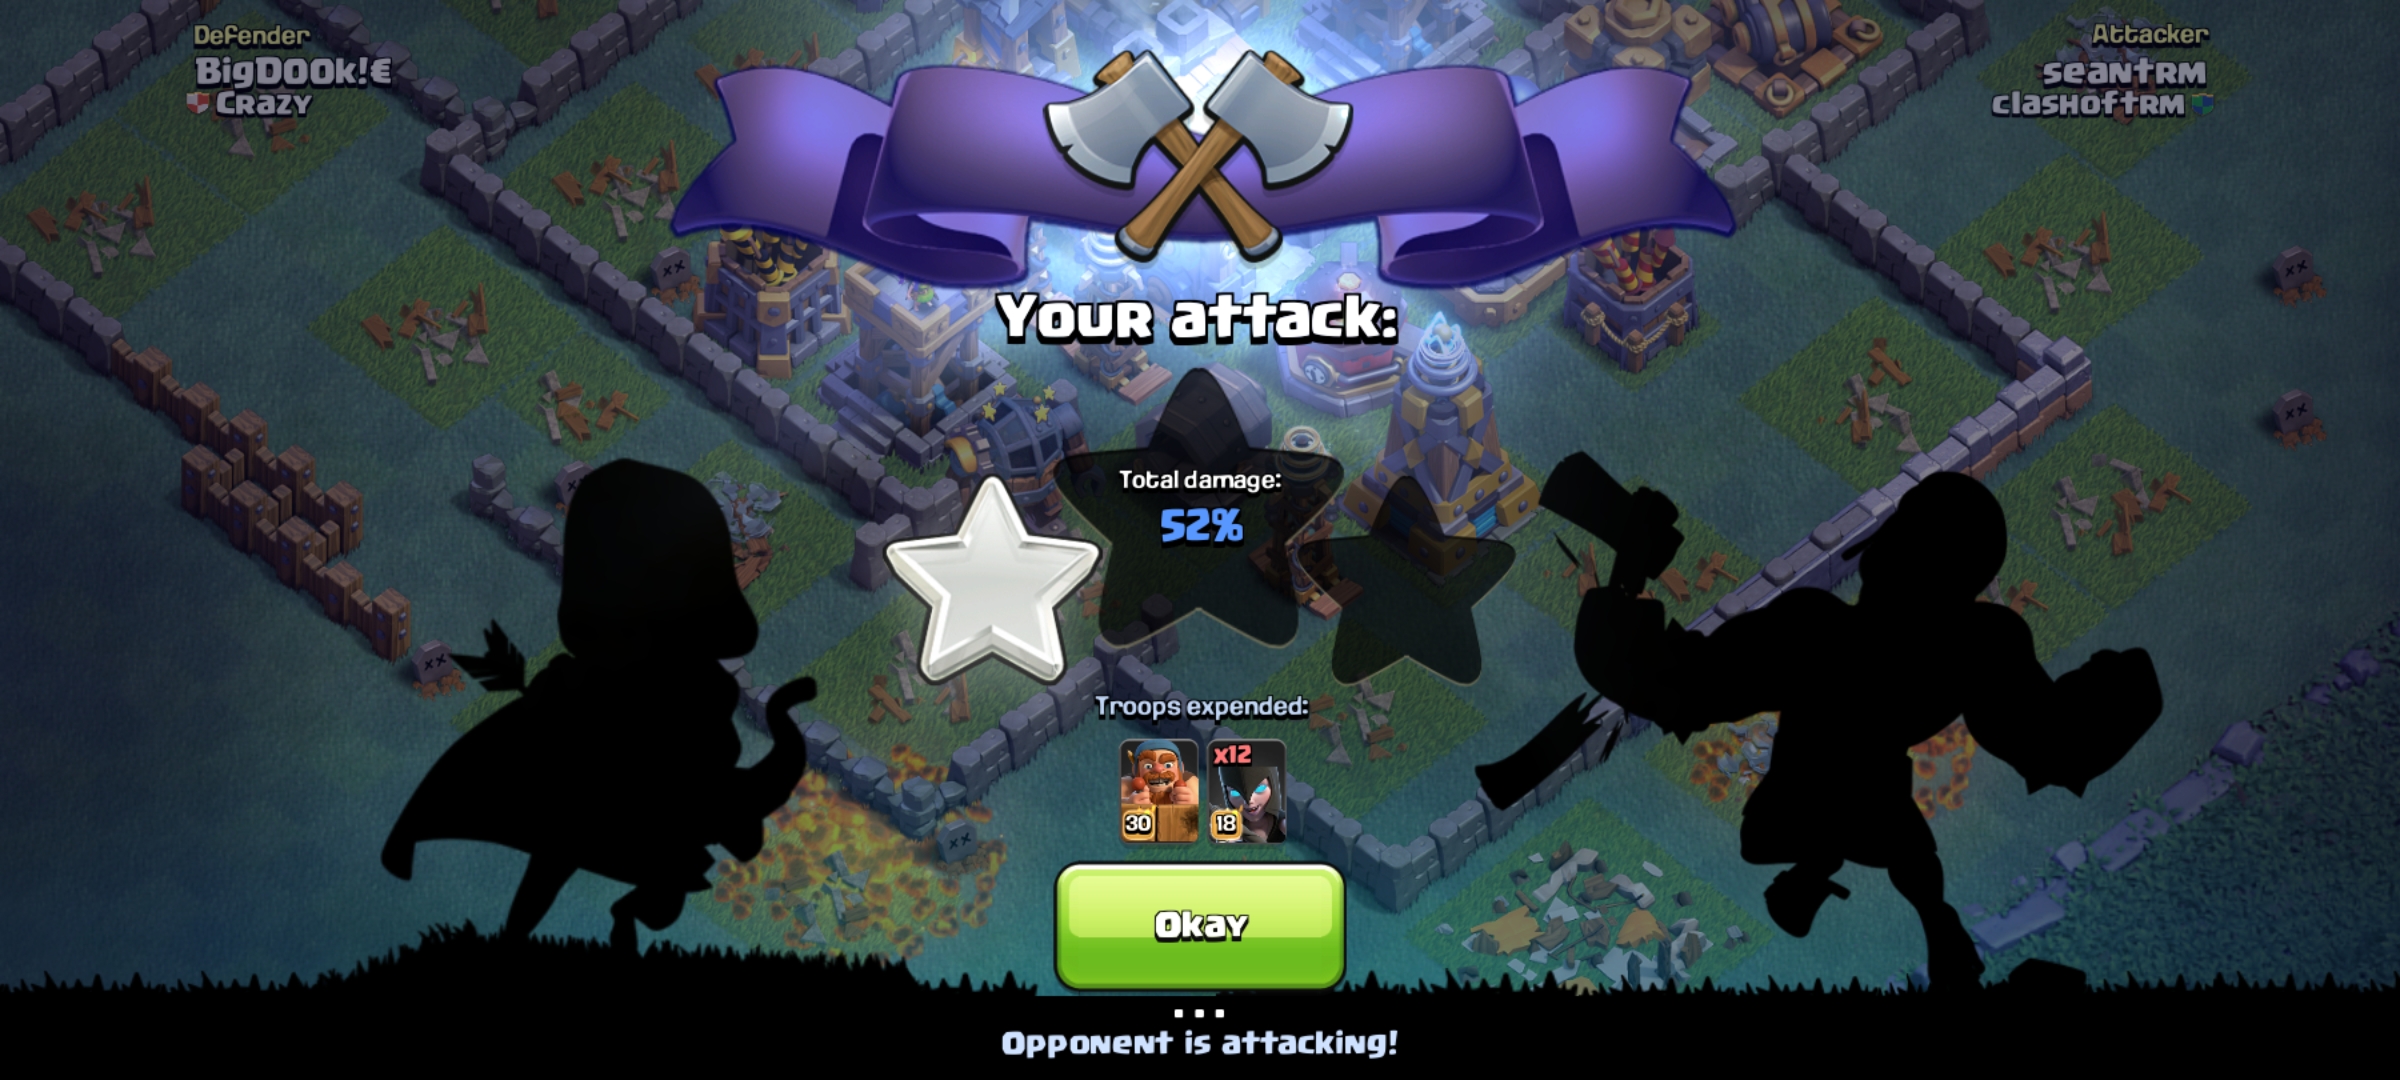 Defender
BigDOOk!€
Crazy
Attacker
seantRM
clashoftRM
Your attack:
Total damage:
52%
Troops expended:
x12
30
18
Okay
...
Opponent is attacking!